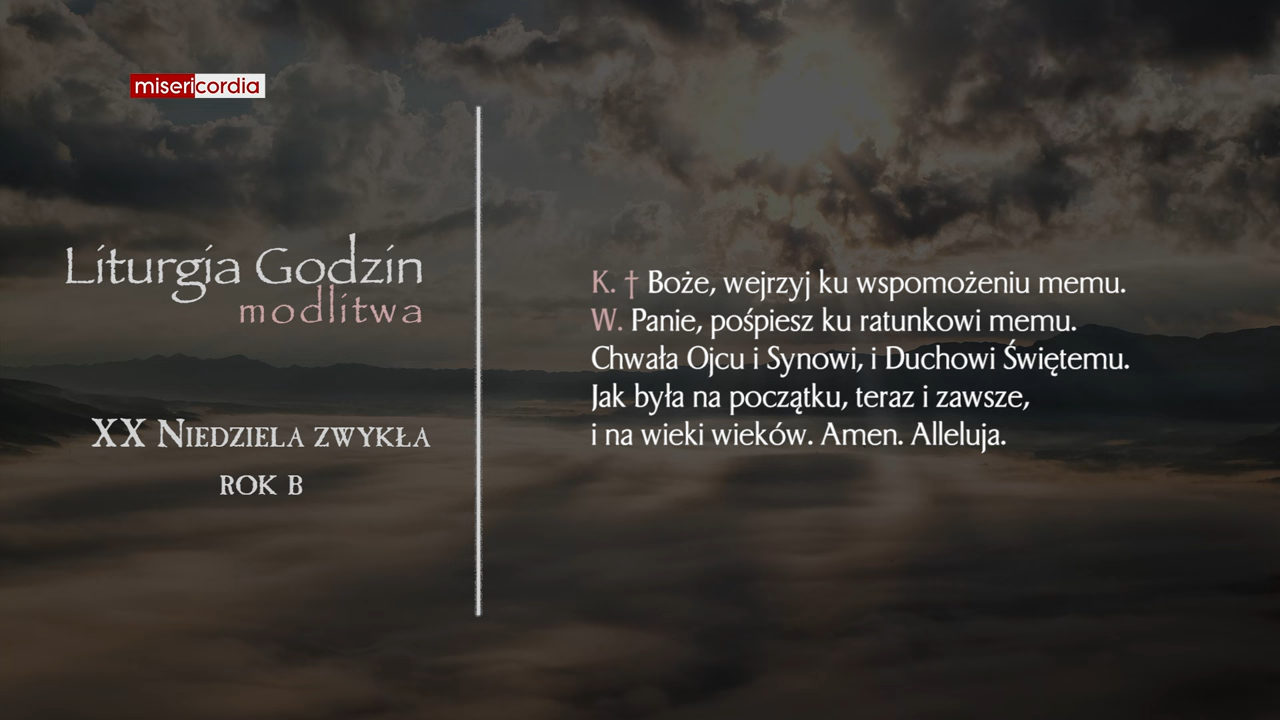 misericordia
Liturgia Godzin
modlitwa
XX Niedziela zwykła
rok B
K. † Boże, wejrzyj ku wspomożeniu memu.
W. Panie, pośpiesz ku ratunkowi memu.
Chwała Ojcu i Synowi, i Duchowi Świętemu.
Jak była na początku, teraz i zawsze,
i na wieki wieków. Amen. Alleluja.